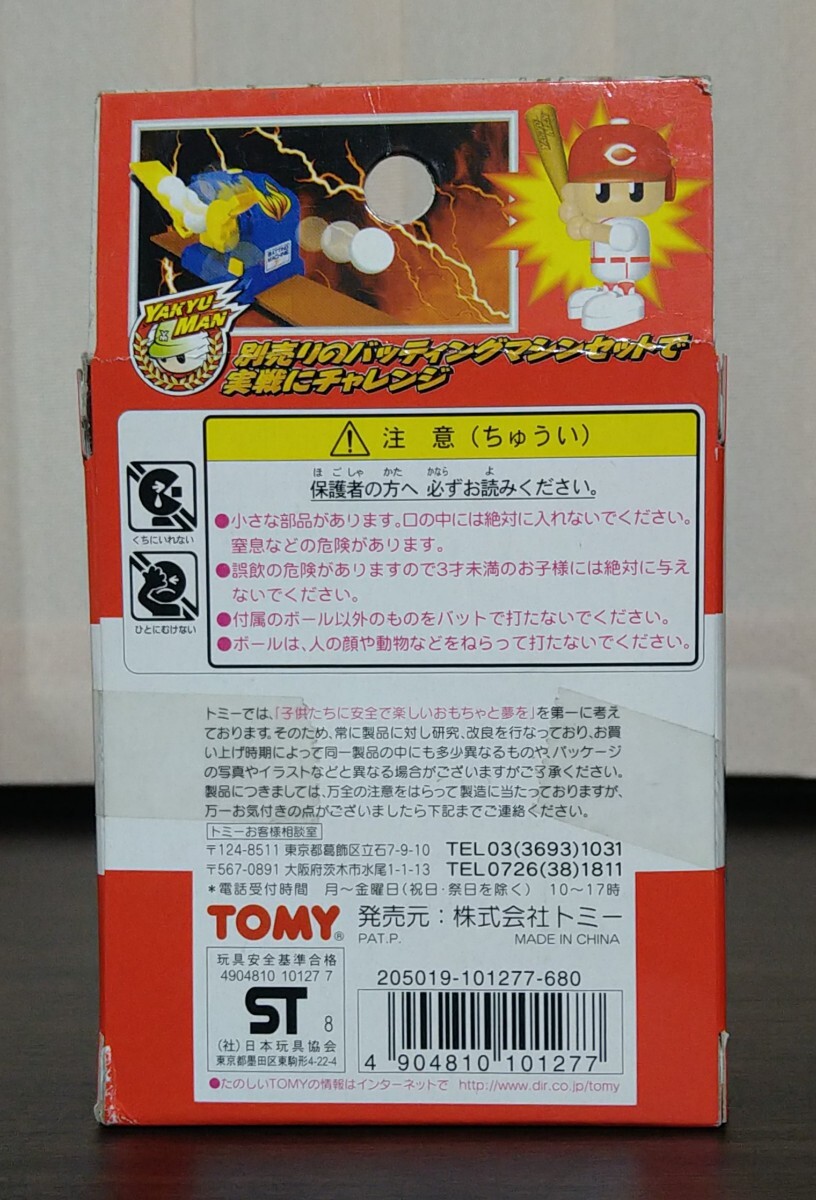 YAKYU
MAN
別売りのバッティングマシンセットで
実戦にチャレンジ
注 意（ちゅうい）
ほごしゃ かた かなら よ
保護者の方へ 必ずお読みください。
●小さな部品があります。口の中には絶対に入れないでください。
窒息などの危険があります。
●誤飲の危険がありますので3才未満のお子様には絶対に与え
ないでください。
●付属のボール以外のものをバットで打たないでください。
●ボールは、人の顔や動物などをねらって打たないでください。
くちにいれない
ひとにむけない
トミーでは、「子供たちに安全で楽しいおもちゃと夢を」を第一に考え
ております。そのため、常に製品に対し研究、改良を行なっており、お買
い上げ時期によって同一製品の中にも多少異なるものや、パッケージ
の写真やイラストなどと異なる場合がございますがご了承ください。
製品につきましては、万全の注意をはらって製造に当たっておりますが、
万一お気付きの点がございましたら下記までご連絡ください。
トミーお客様相談室
〒124-8511 東京都葛飾区立石7-9-10 TEL03(3693)1031
〒567-0891 大阪府茨木市水尾1-1-13 TEL0726(38)1811
*電話受付時間 月～金曜日(祝日・祭日を除く) 10～17時
TOMY® 発売元：株式会社トミー
PAT.P. MADE IN CHINA
玩具安全基準合格
4904810 10127 7
ST 8
(社)日本玩具協会
東京都墨田区東駒形4-22-4
205019-101277-680
4 904810 101277
●たのしいTOMYの情報はインターネットで http://www.dir.co.jp/tomy